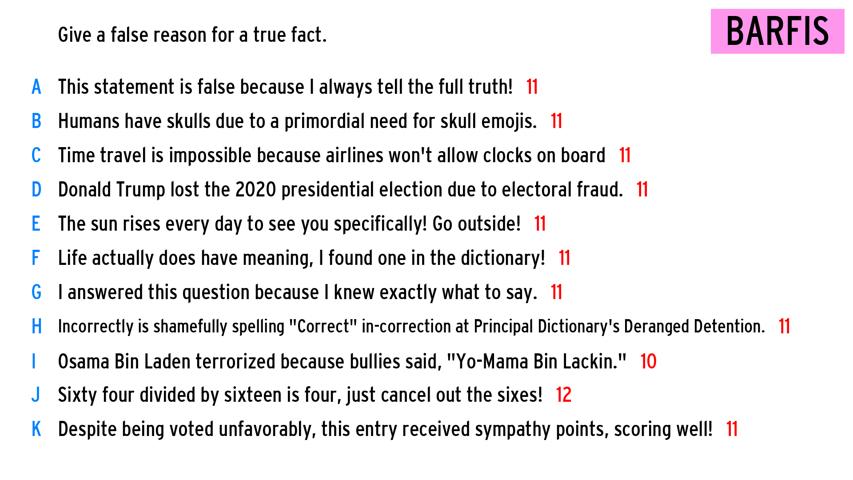 Give a false reason for a true fact.
BARFIS
A This statement is false because I always tell the full truth! 11
B Humans have skulls due to a primordial need for skull emojis. 11
C Time travel is impossible because airlines won't allow clocks on board 11
D Donald Trump lost the 2020 presidential election due to electoral fraud. 11
E The sun rises every day to see you specifically! Go outside! 11
F Life actually does have meaning, I found one in the dictionary! 11
G I answered this question because I knew exactly what to say. 11
H Incorrectly is shamefully spelling "Correct" in-correction at Principal Dictionary's Deranged Detention. 11
I Osama Bin Laden terrorized because bullies said, "Yo-Mama Bin Lackin." 10
J Sixty four divided by sixteen is four, just cancel out the sixes! 12
K Despite being voted unfavorably, this entry received sympathy points, scoring well! 11